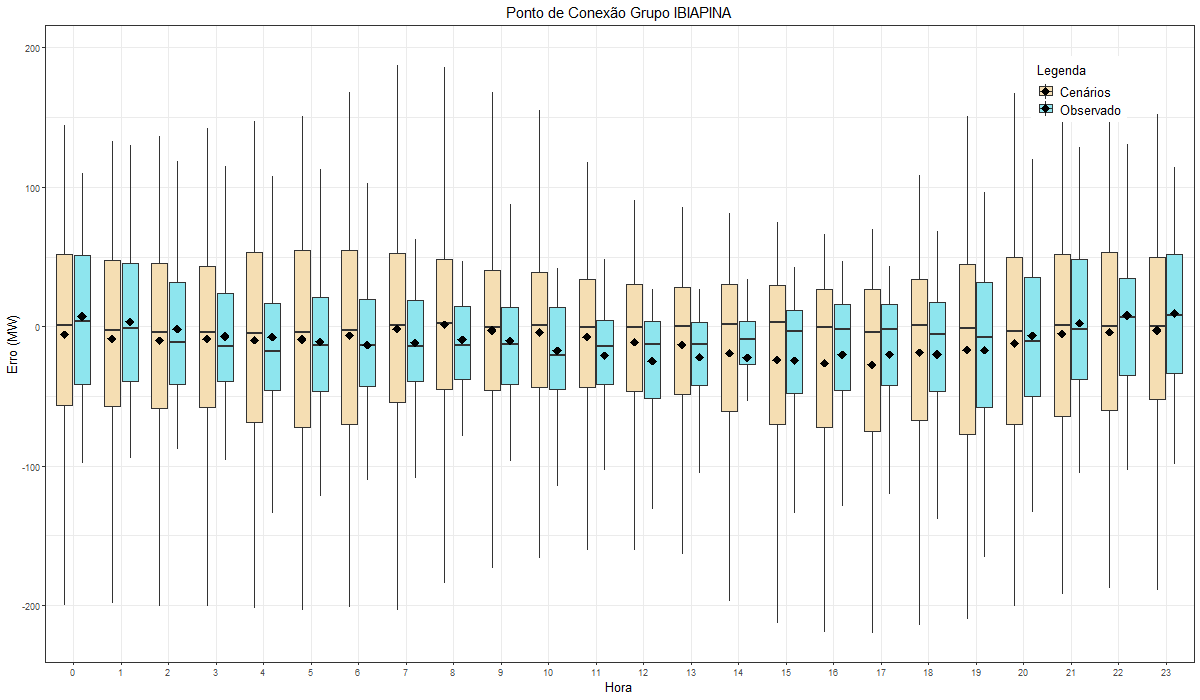 Ponto de Conexão Grupo IBIAPINA
Legenda
Cenários
Observado
Erro (MW)
200
100
0
-100
-200
0 1 2 3 4 5 6 7 8 9 10 11 12 13 14 15 16 17 18 19 20 21 22 23
Hora